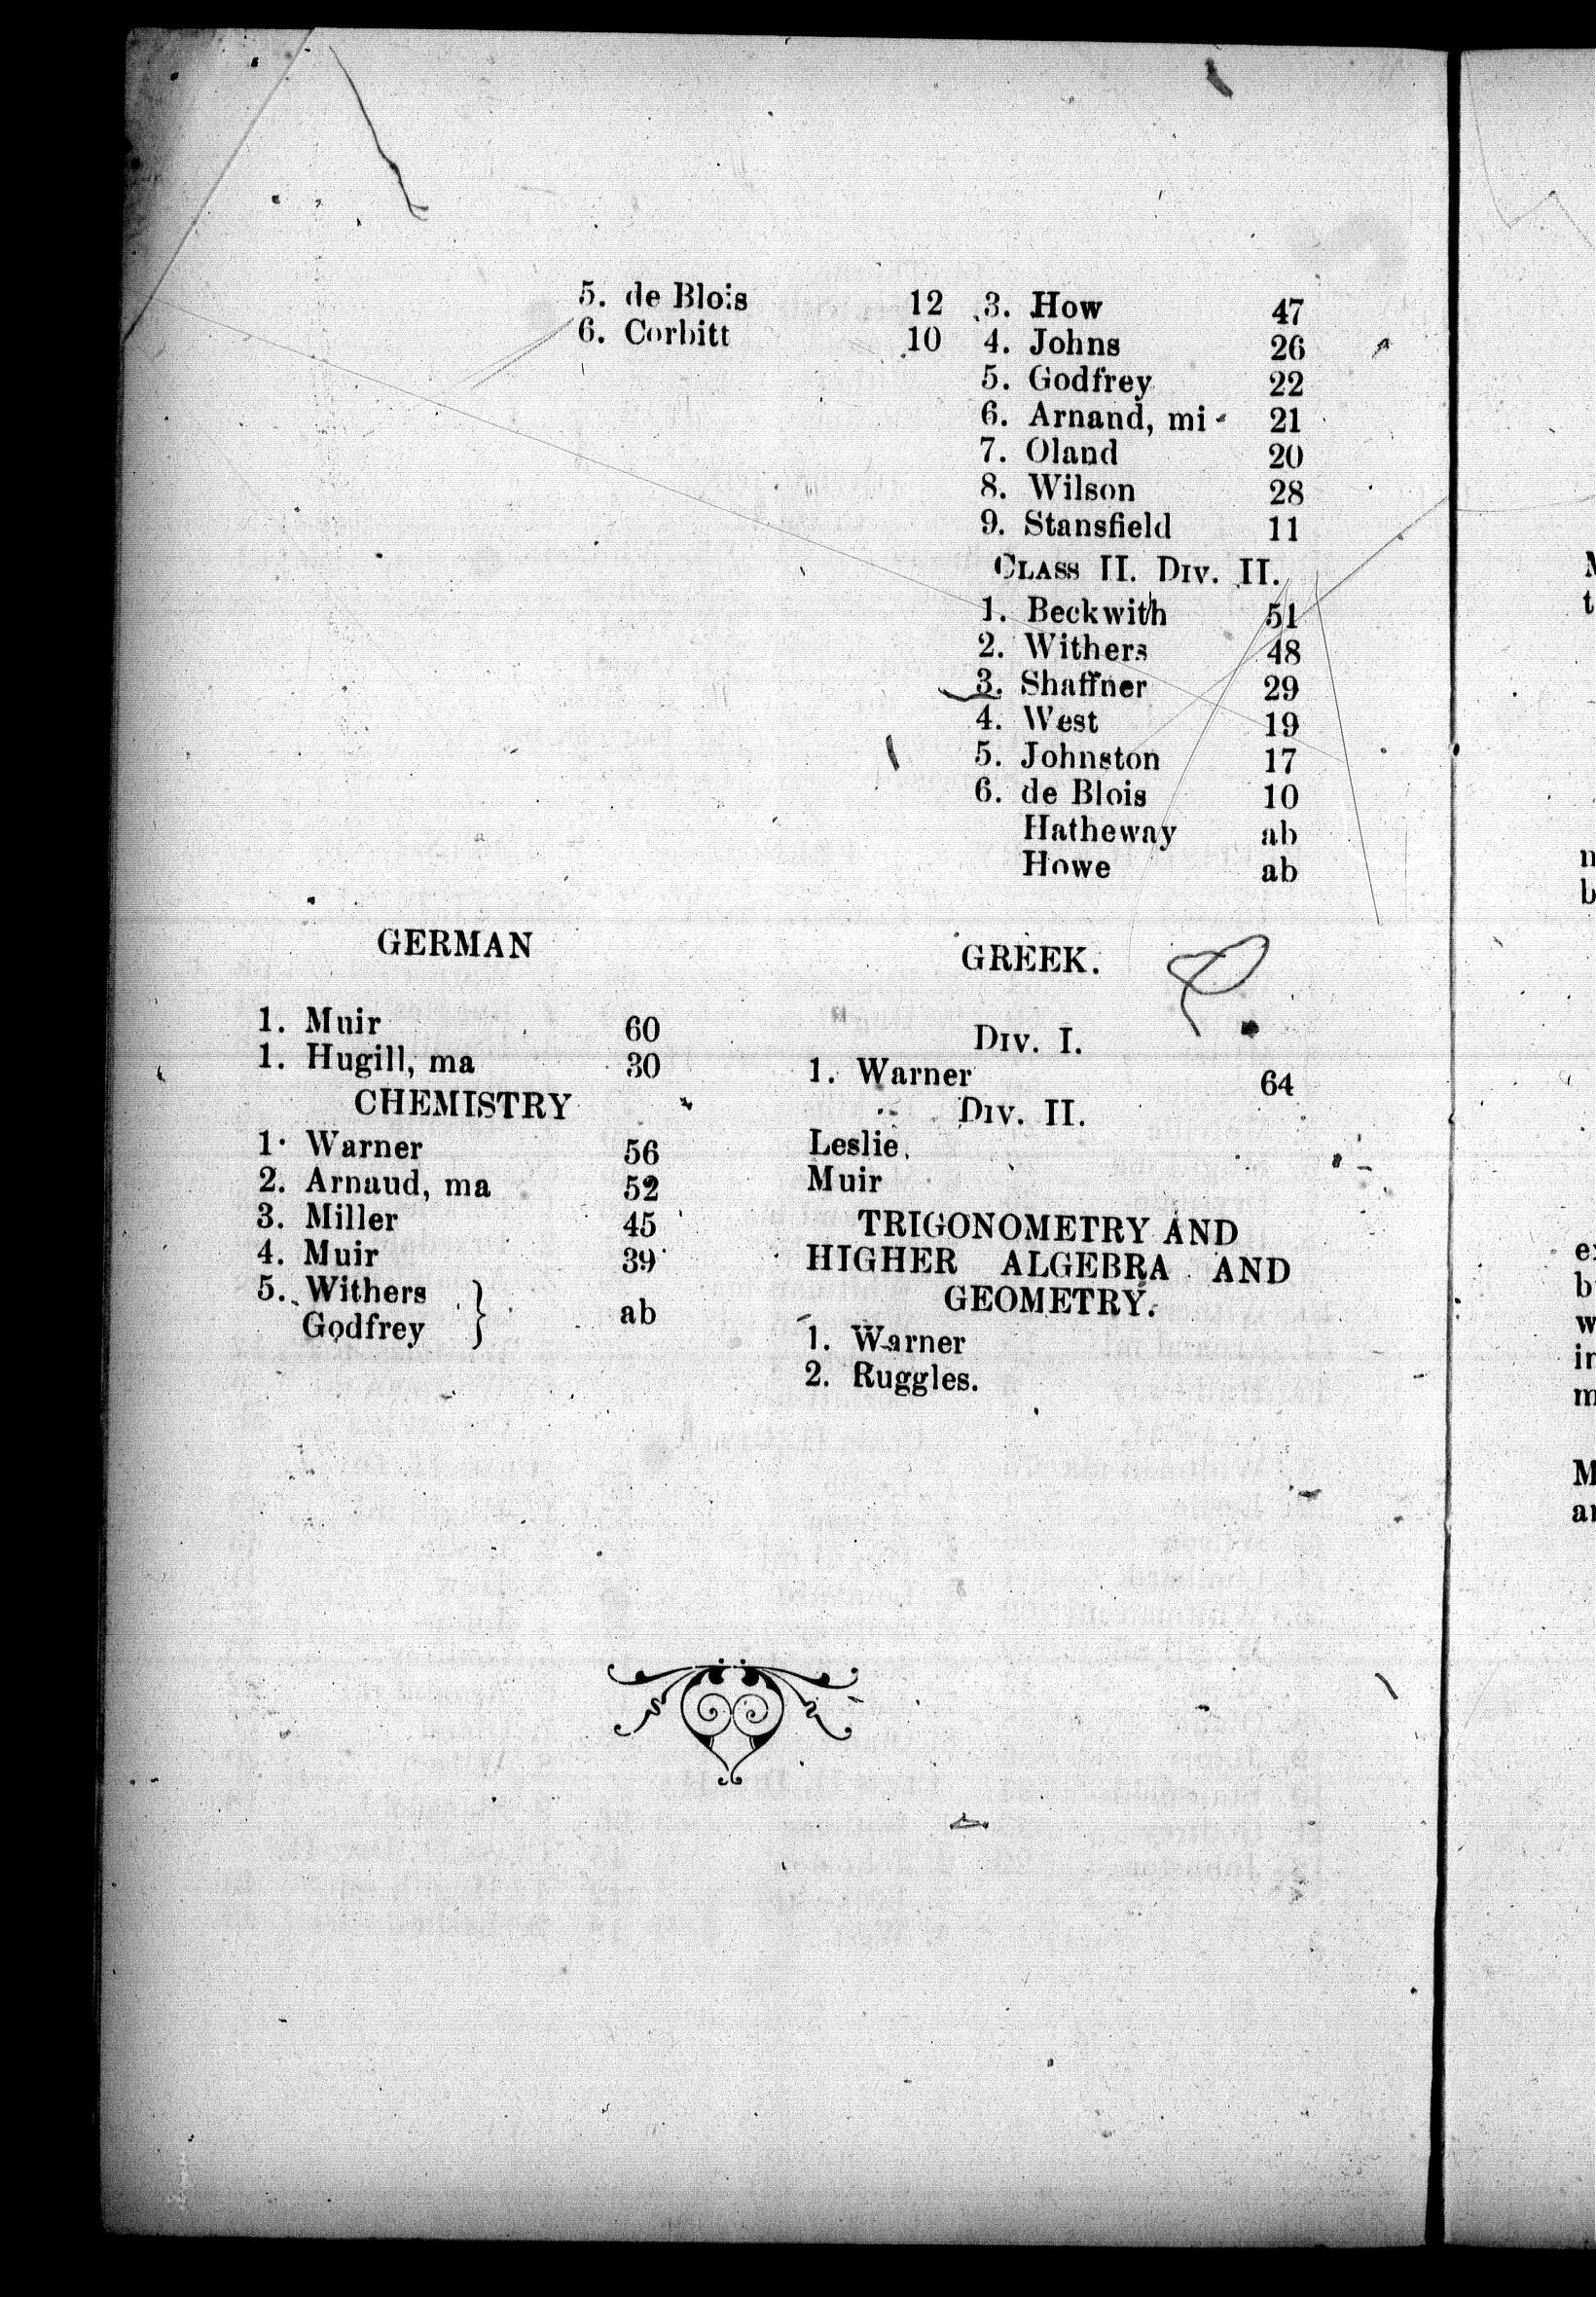 5. de Blois 12
6. Corbitt 10
3. How 47
4. Johns 26
5. Godfrey 22
6. Arnand, mi 21
7. Oland 20
8. Wilson 28
9. Stansfield 11
CLASS II. DIV. II.
1. Beckwith 51
2. Withers 48
3. Shaffner 29
4. West 19
5. Johnston 17
6. de Blois 10
Hatheway ab
Howe ab
GERMAN
1. Muir 60
1. Hugill, ma 30
CHEMISTRY
1. Warner 56
2. Arnaud, ma 52
3. Miller 45
4. Muir 39
5. Withers } ab
Godfrey
GREEK.
DIV. I.
1. Warner 64
DIV. II.
Leslie.
Muir
TRIGONOMETRY AND
HIGHER ALGEBRA AND
GEOMETRY.
1. Warner
2. Ruggles.